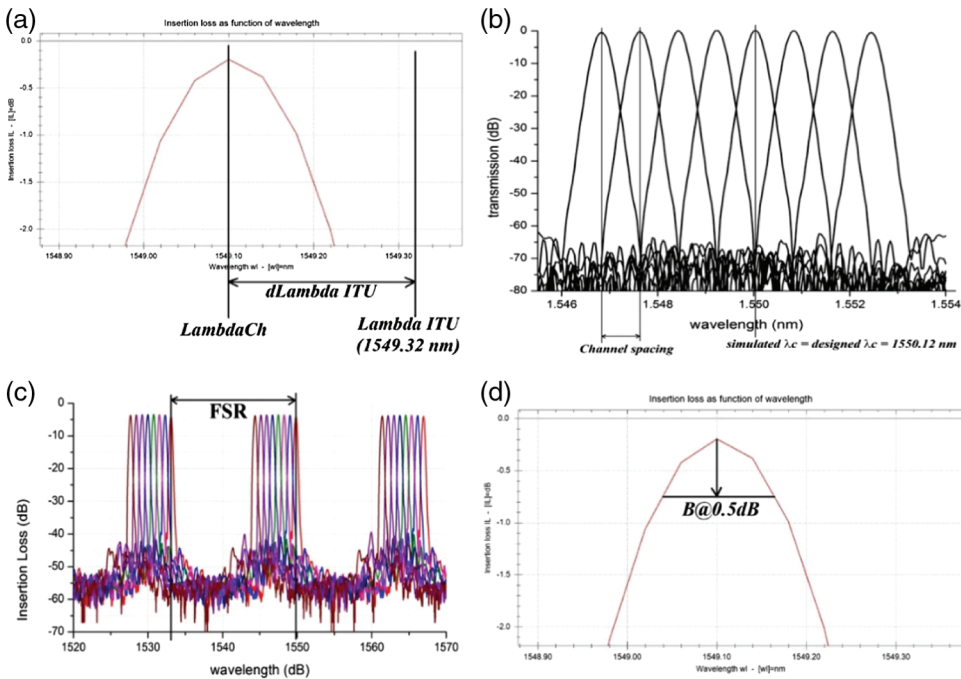 (a)
Insertion loss as function of wavelength
Insertion loss IL - [IL]=dB
0.0
-0.5
-1.0
-1.5
-2.0
1548.90
1549.00
1549.10
1549.20
1549.30
Wavelength wl - [wl]=nm
dLambda ITU
LambdaCh
Lambda ITU
(1549.32 nm)
(b)
transmission (dB)
0
-10
-20
-30
-40
-50
-60
-70
-80
1.546
1.548
1.550
1.552
1.554
wavelength (nm)
Channel spacing
simulated λc = designed λc = 1550.12 nm
(c)
FSR
Insertion Loss (dB)
0
-10
-20
-30
-40
-50
-60
-70
1520
1530
1540
1550
1560
1570
wavelength (dB)
(d)
Insertion loss as function of wavelength
Insertion loss IL - [IL]=dB
0.0
-0.5
-1.0
-1.5
-2.0
B@0.5dB
1548.90
1549.00
1549.10
1549.20
1549.30
Wavelength wl - [wl]=nm